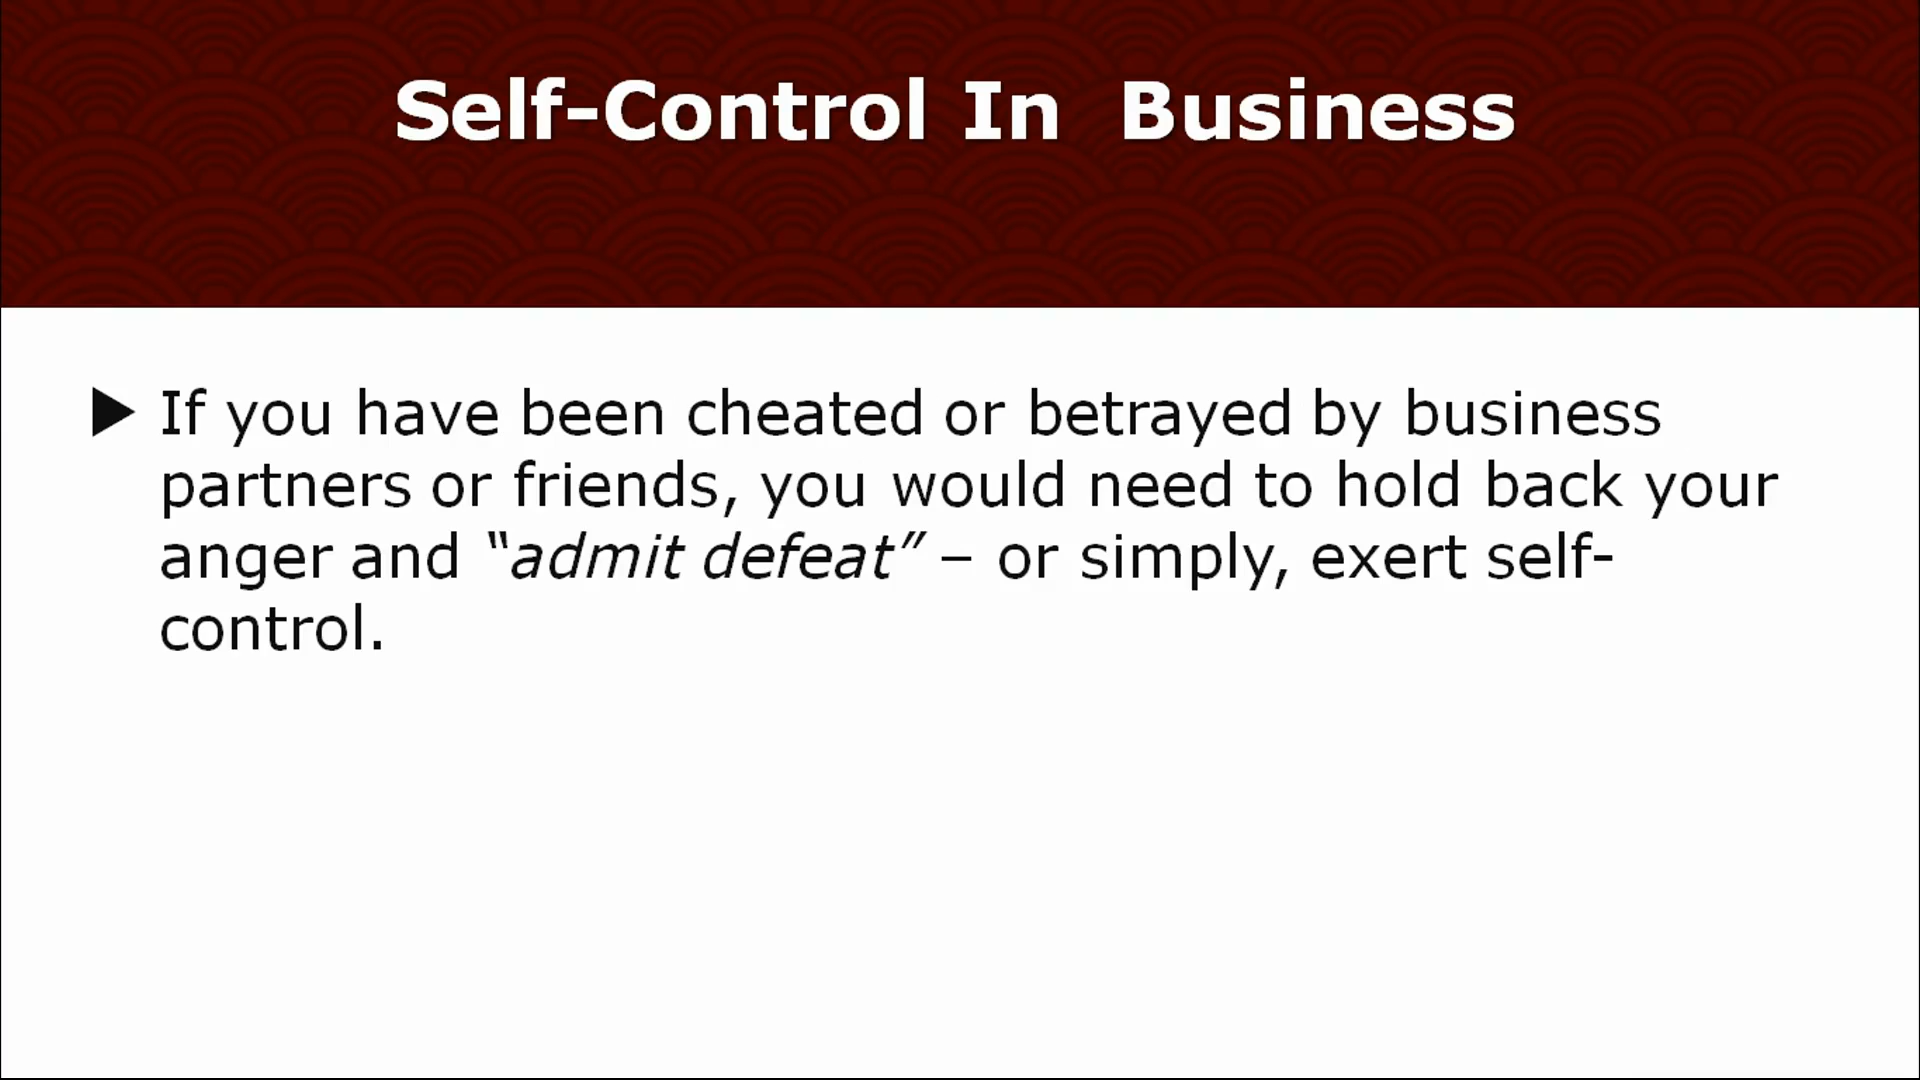 Self-Control In  Business
If you have been cheated or betrayed by business
partners or friends, you would need to hold back your
anger and “admit defeat” – or simply, exert self-
control.